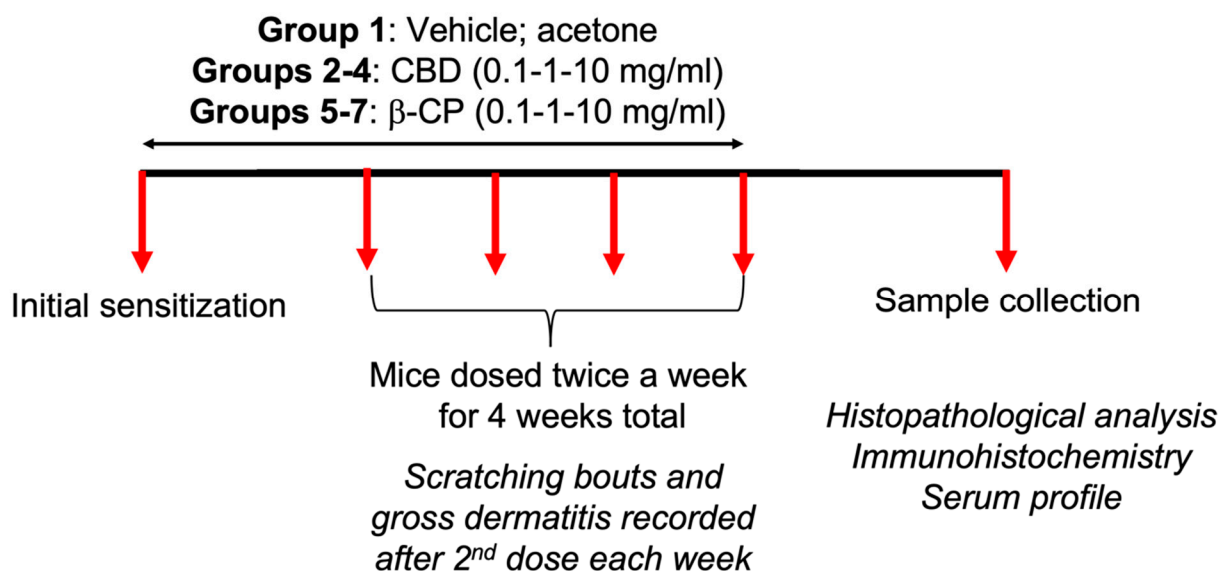 Group 1: Vehicle; acetone
Groups 2-4: CBD (0.1-1-10 mg/ml)
Groups 5-7: β-CP (0.1-1-10 mg/ml)
Initial sensitization
Mice dosed twice a week
for 4 weeks total
Scratching bouts and
gross dermatitis recorded
after 2nd dose each week
Sample collection
Histopathological analysis
Immunohistochemistry
Serum profile